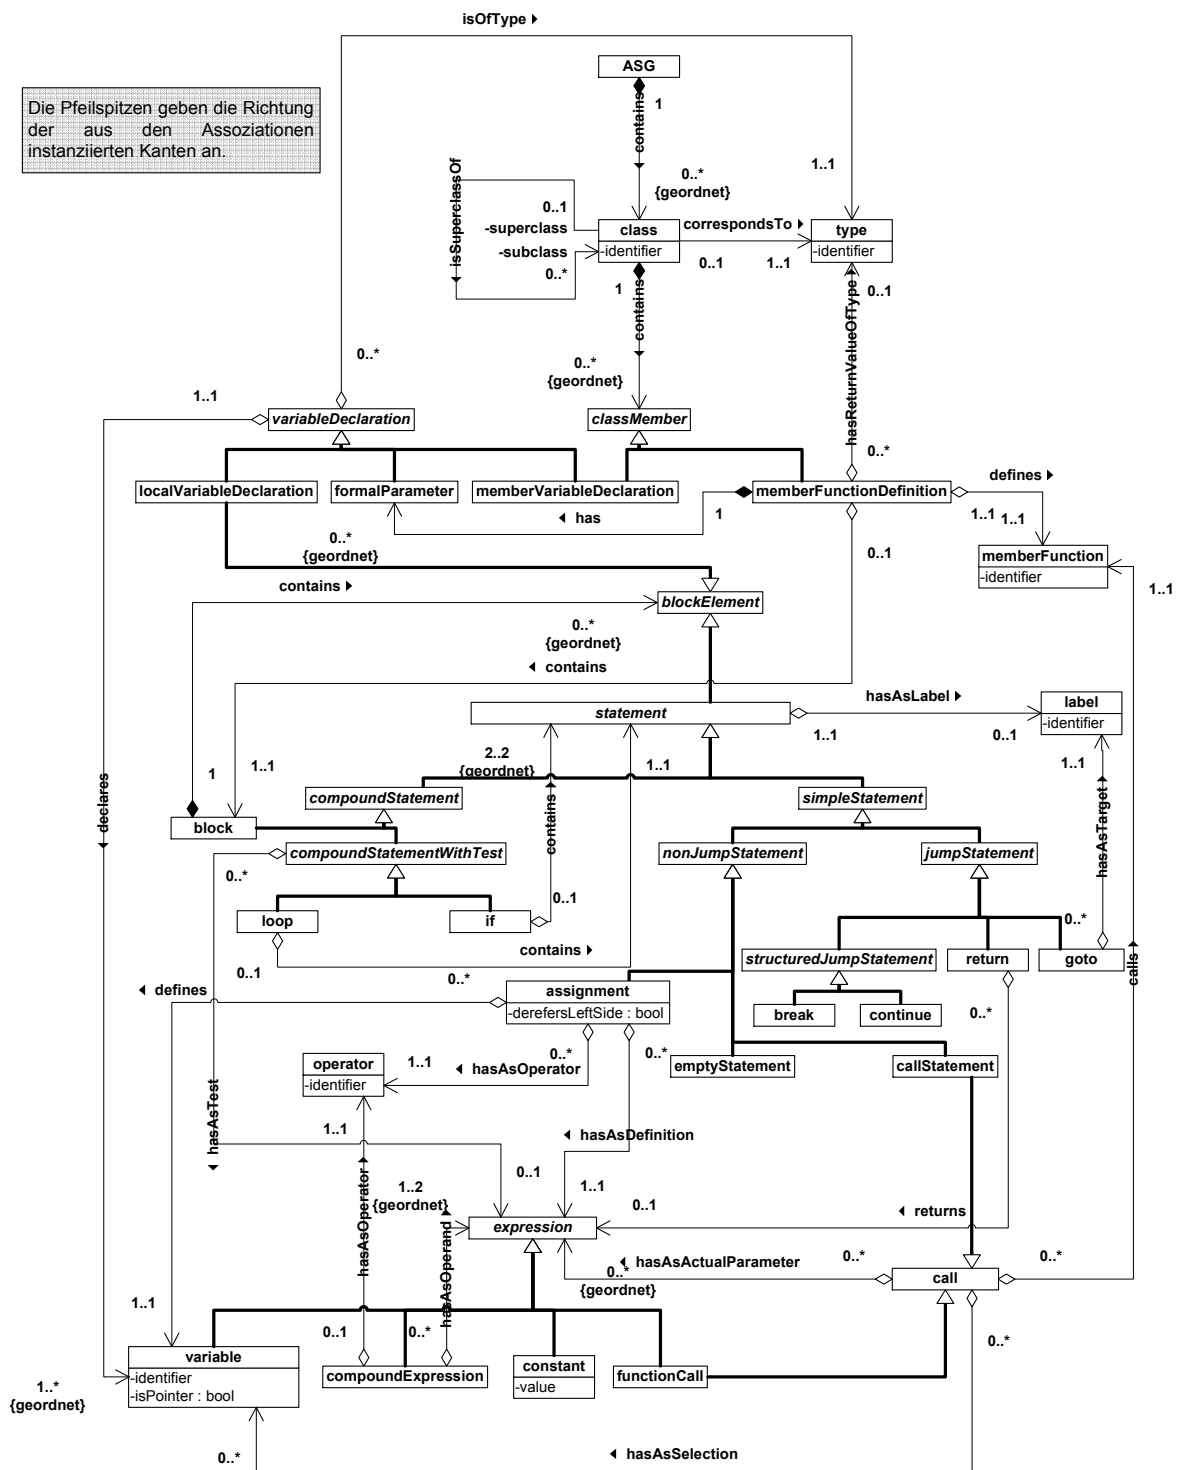 isOfType
ASG
1
contains
Die Pfeilspitzen geben die Richtung
der aus den Assoziationen
instanziierten Kanten an.
0..*
{geordnet}
1..1
isSuperclassOf
0..1
-superclass
-subclass
0..*
class
-identifier
correspondsTo
0..1
1..1
type
-identifier
1
contains
0..1
hasReturnValueOfType
0..*
0..*
{geordnet}
1..1
variableDeclaration
classMember
0..*
localVariableDeclaration
formalParameter
memberVariableDeclaration
memberFunctionDefinition
defines
has
1
1..1
1..1
0..*
{geordnet}
0..1
memberFunction
-identifier
1..1
contains
blockElement
0..*
{geordnet}
contains
hasAsLabel
label
-identifier
statement
1..1
0..1
2..2
{geordnet}
1..1
1..1
1
1..1
compoundStatement
simpleStatement
declares
contains
hasAsTarget
block
compoundStatementWithTest
nonJumpStatement
jumpStatement
0..*
0..1
loop
if
0..*
contains
structuredJumpStatement
return
goto
calls
0..1
0..*
defines
assignment
-derefersLeftSide : bool
break
continue
0..*
operator
-identifier
1..1
0..*
hasAsOperator
0..*
emptyStatement
callStatement
hasAsTest
1..1
hasAsDefinition
0..1
1..1
1..2
{geordnet}
hasAsOperator
hasAsOperand
expression
0..1
returns
hasAsActualParameter
0..*
{geordnet}
0..*
call
0..*
1..1
0..1
0..*
0..*
variable
-identifier
-isPointer : bool
compoundExpression
constant
-value
functionCall
1..*
{geordnet}
0..*
hasAsSelection